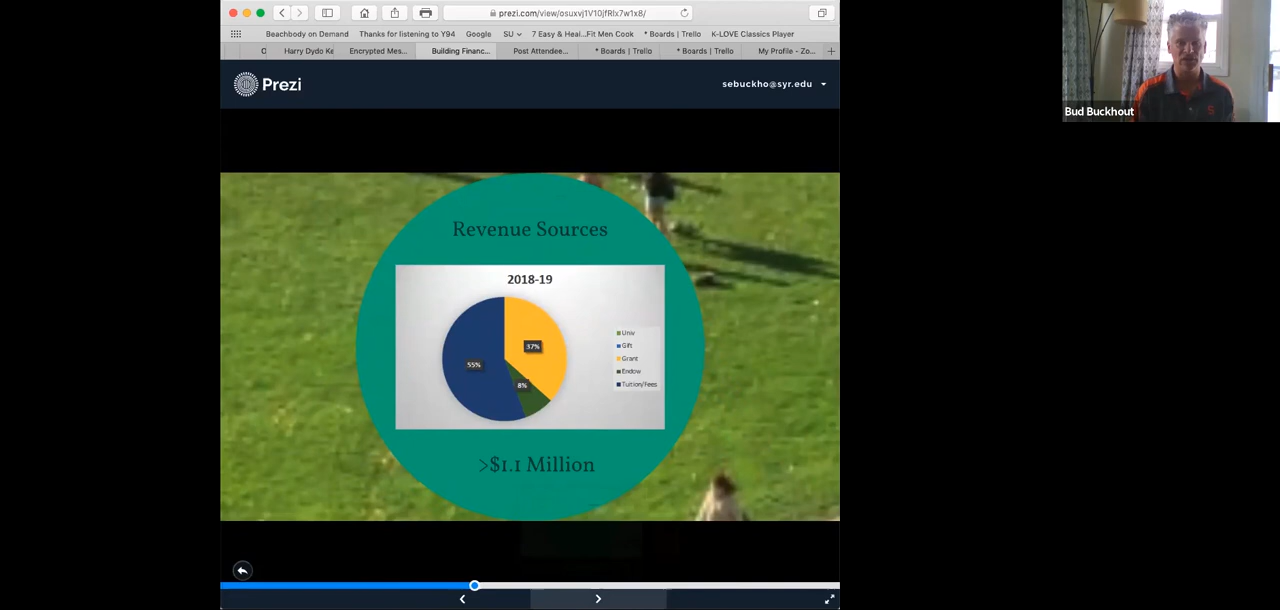 prezi.com/view/osuxvj1V10jfRlx7w1x8/
Beachbody on Demand Thanks for listening to Y94 Google SU 7 Easy & Heal...Fit Men Cook * Boards | Trello K-LOVE Classics Player
Harry Dydo Ke Encrypted Mes... Building Financ... Post Attendee... * Boards | Trello * Boards | Trello My Profile - Zo...
Prezi
sebuckho@syr.edu
Bud Buckhout
S
Revenue Sources
2018-19
37%
55%
8%
Univ
Gift
Grant
Endow
Tuition/Fees
>$1.1 Million